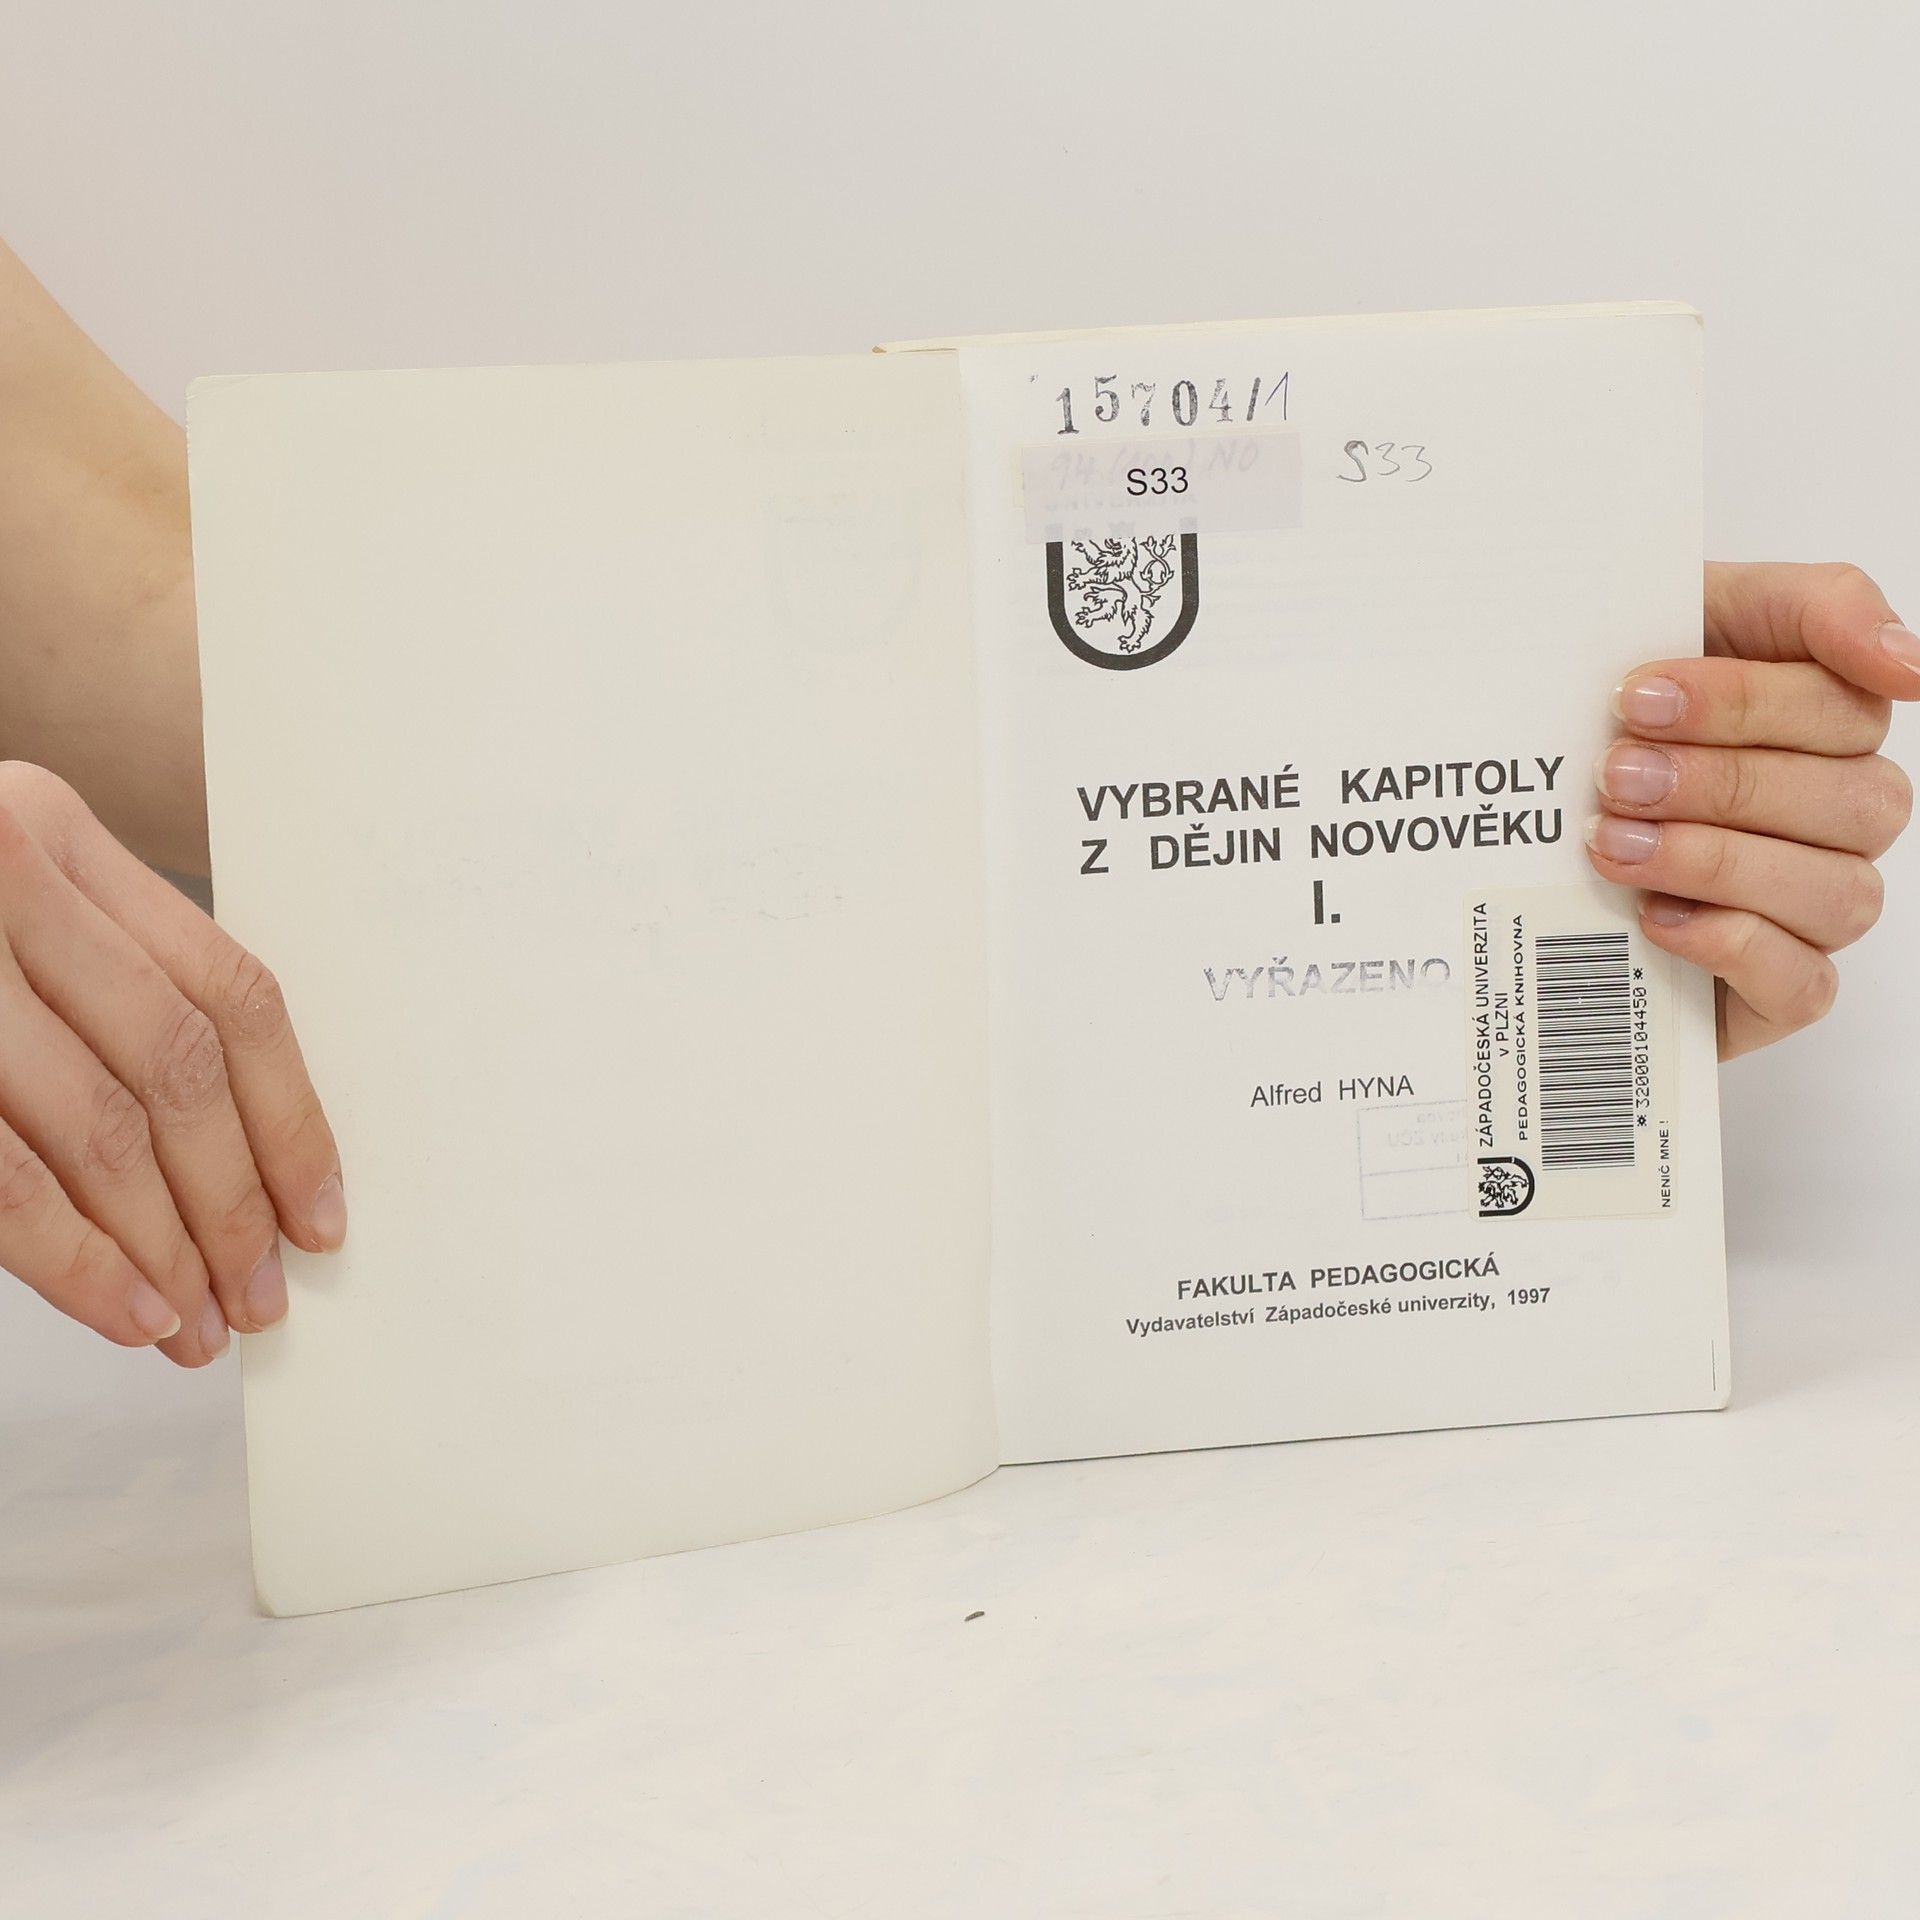 15704/1
S33
S33
VYBRANÉ KAPITOLY
Z DĚJIN NOVOVĚKU
I.
VYŘAZENO
Alfred HYNA
ZÁPADOČESKÁ UNIVERZITA
v PLZNI
PEDAGOGICKÁ KNIHOVNA
* 320001044450 *
NENIČ MNE !
FAKULTA PEDAGOGICKÁ
Vydavatelství Západočeské univerzity, 1997